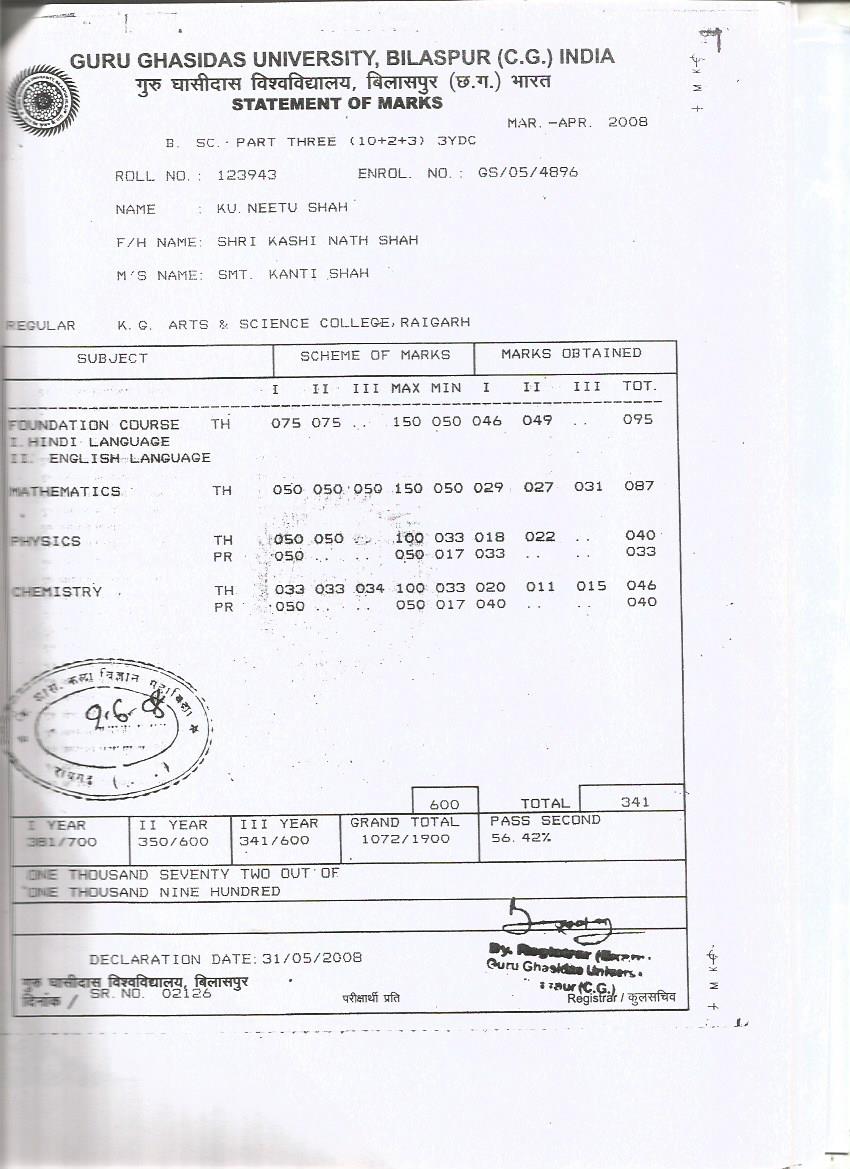 GURU GHASIDAS UNIVERSITY, BILASPUR (C.G.) INDIA
गुरु घासीदास विश्वविद्यालय, बिलासपुर (छ.ग.) भारत
STATEMENT OF MARKS
MAR.-APR. 2008
B. SC.- PART THREE (10+2+3) 3YDC
ROLL NO.: 123943 ENROL. NO.: GS/05/4896
NAME : KU.NEETU SHAH
F/H NAME: SHRI KASHI NATH SHAH
M'S NAME: SMT. KANTI SHAH
REGULAR K.G. ARTS & SCIENCE COLLEGE,RAIGARH
SUBJECT SCHEME OF MARKS MARKS OBTAINED
I II III MAX MIN I II III TOT.
FOUNDATION COURSE TH 075 075 .. 150 050 046 049 .. 095
I.HINDI LANGUAGE
II. ENGLISH LANGUAGE
MATHEMATICS TH 050 050 050 150 050 029 027 031 087
PHYSICS TH 050 050 .. 100 033 018 022 .. 040
PR 050 .. .. 050 017 033 .. .. 033
CHEMISTRY TH 033 033 034 100 033 020 011 015 046
PR 050 .. .. 050 017 040 .. .. 040
कला विज्ञान
9.6.8
रायगढ़
600 TOTAL 341
I YEAR II YEAR III YEAR GRAND TOTAL PASS SECOND
381/700 350/600 341/600 1072/1900 56.42%
ONE THOUSAND SEVENTY TWO OUT OF
ONE THOUSAND NINE HUNDRED
DECLARATION DATE:31/05/2008
Dy. Registrar (Exam.
Guru Ghasidas Univers.
गुरु घासीदास विश्वविद्यालय, बिलासपुर
(C.G.)
दिनांक / SR.NO. 02126 परीक्षार्थी प्रति Registrar / कुलसचिव